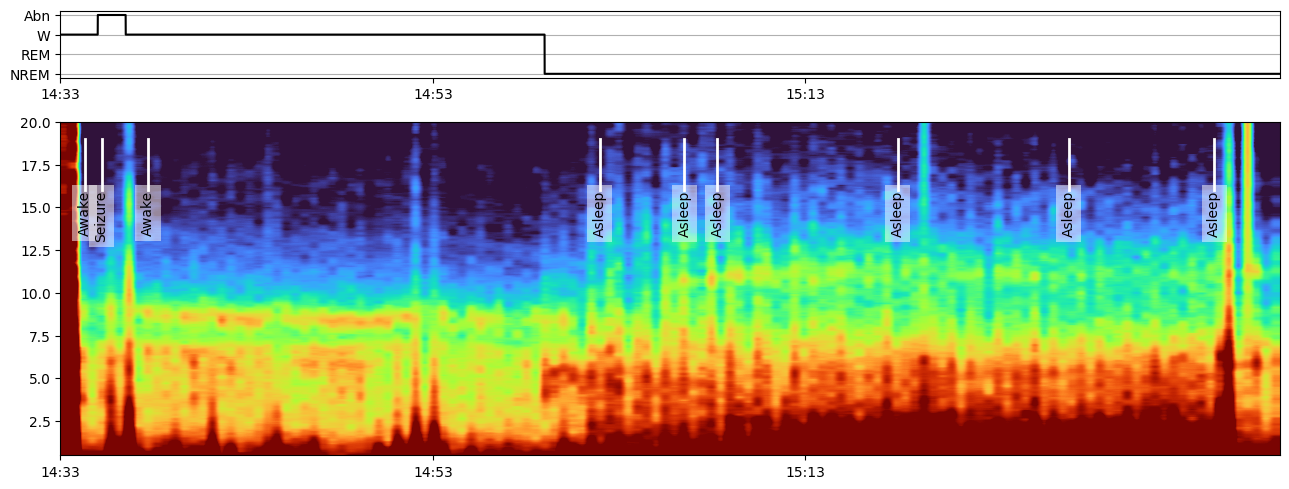 Abn
W
REM
NREM
14:33 14:53 15:13
20.0
17.5
15.0
12.5
10.0
7.5
5.0
2.5
Awake
Seizure
Awake
Asleep
Asleep
Asleep
Asleep
Asleep
Asleep
14:33 14:53 15:13